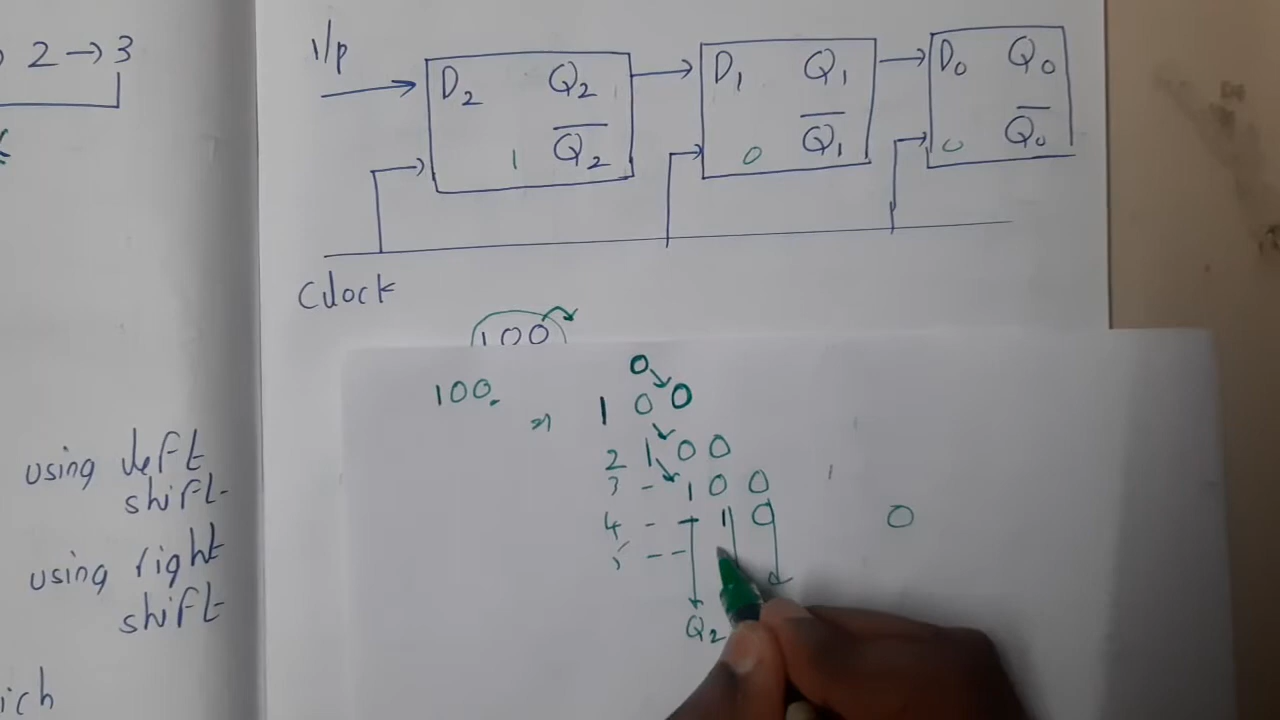 2 → 3
I/p
D2 Q2
Q̅2
1
D1 Q1
Q̅1
0
D0 Q0
Q̅0
0
Clock
100
100.
0
⇒ 1 0 0
2 1 0 0
3 - 1 0 0
4 - - 1 0
0
5 - -
Q2
using left
shift
using right
shift